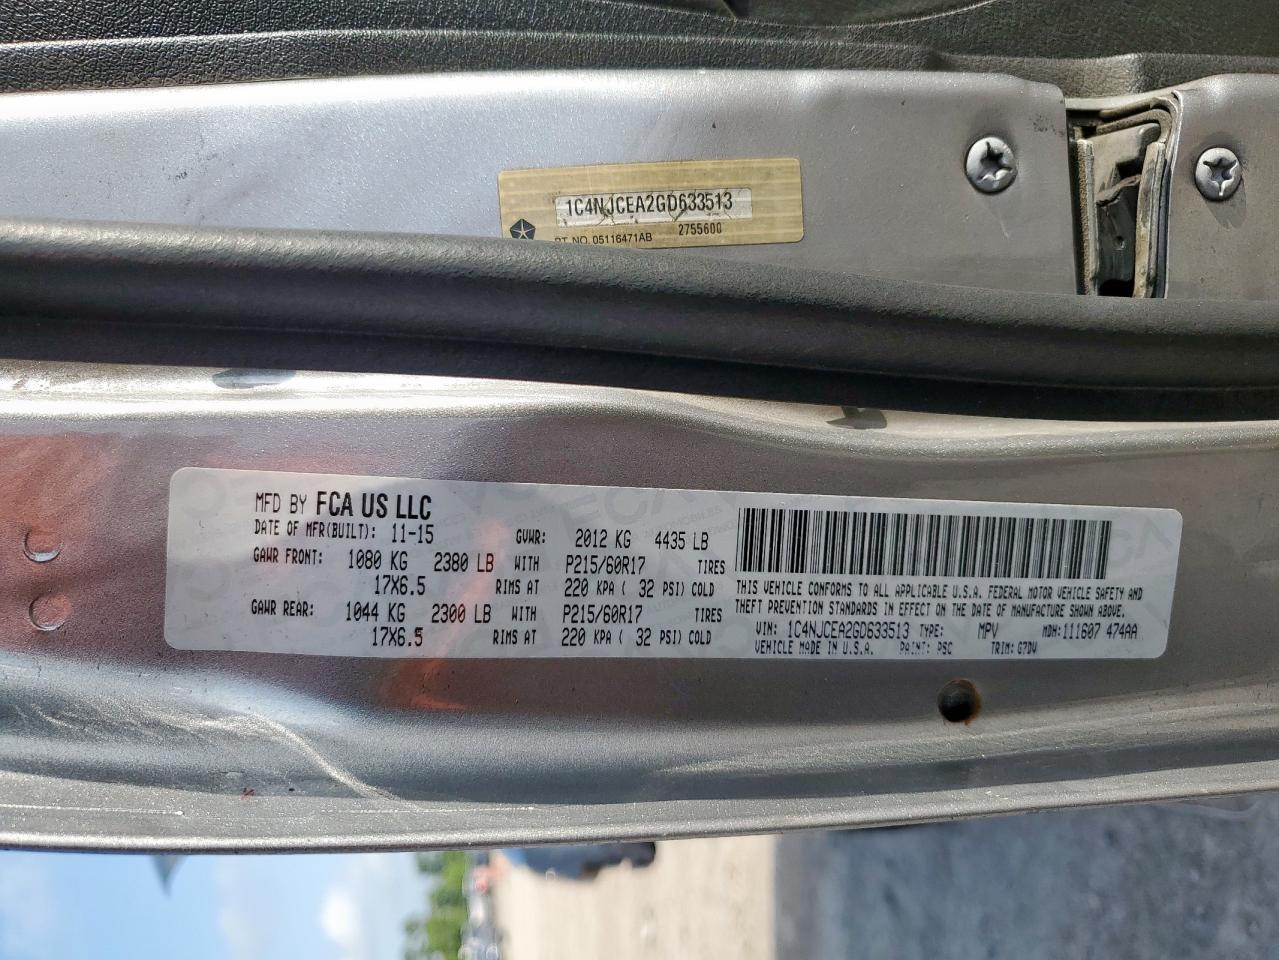 1C4NJCEA2GD633513
PT. NO. 05116471AB 2755600
MFD BY FCA US LLC
DATE OF MFR(BUILT): 11-15 GVWR: 2012 KG 4435 LB
GAWR FRONT: 1080 KG 2380 LB WITH P215/60R17 TIRES
17X6.5 RIMS AT 220 KPA ( 32 PSI) COLD
GAWR REAR: 1044 KG 2300 LB WITH P215/60R17 TIRES
17X6.5 RIMS AT 220 KPA ( 32 PSI) COLD
THIS VEHICLE CONFORMS TO ALL APPLICABLE U.S.A. FEDERAL MOTOR VEHICLE SAFETY AND
THEFT PREVENTION STANDARDS IN EFFECT ON THE DATE OF MANUFACTURE SHOWN ABOVE.
VIN: 1C4NJCEA2GD633513 TYPE: MPV MDH: 111607 474AA
VEHICLE MADE IN U.S.A. PAINT: PSC TRIM: G7DV